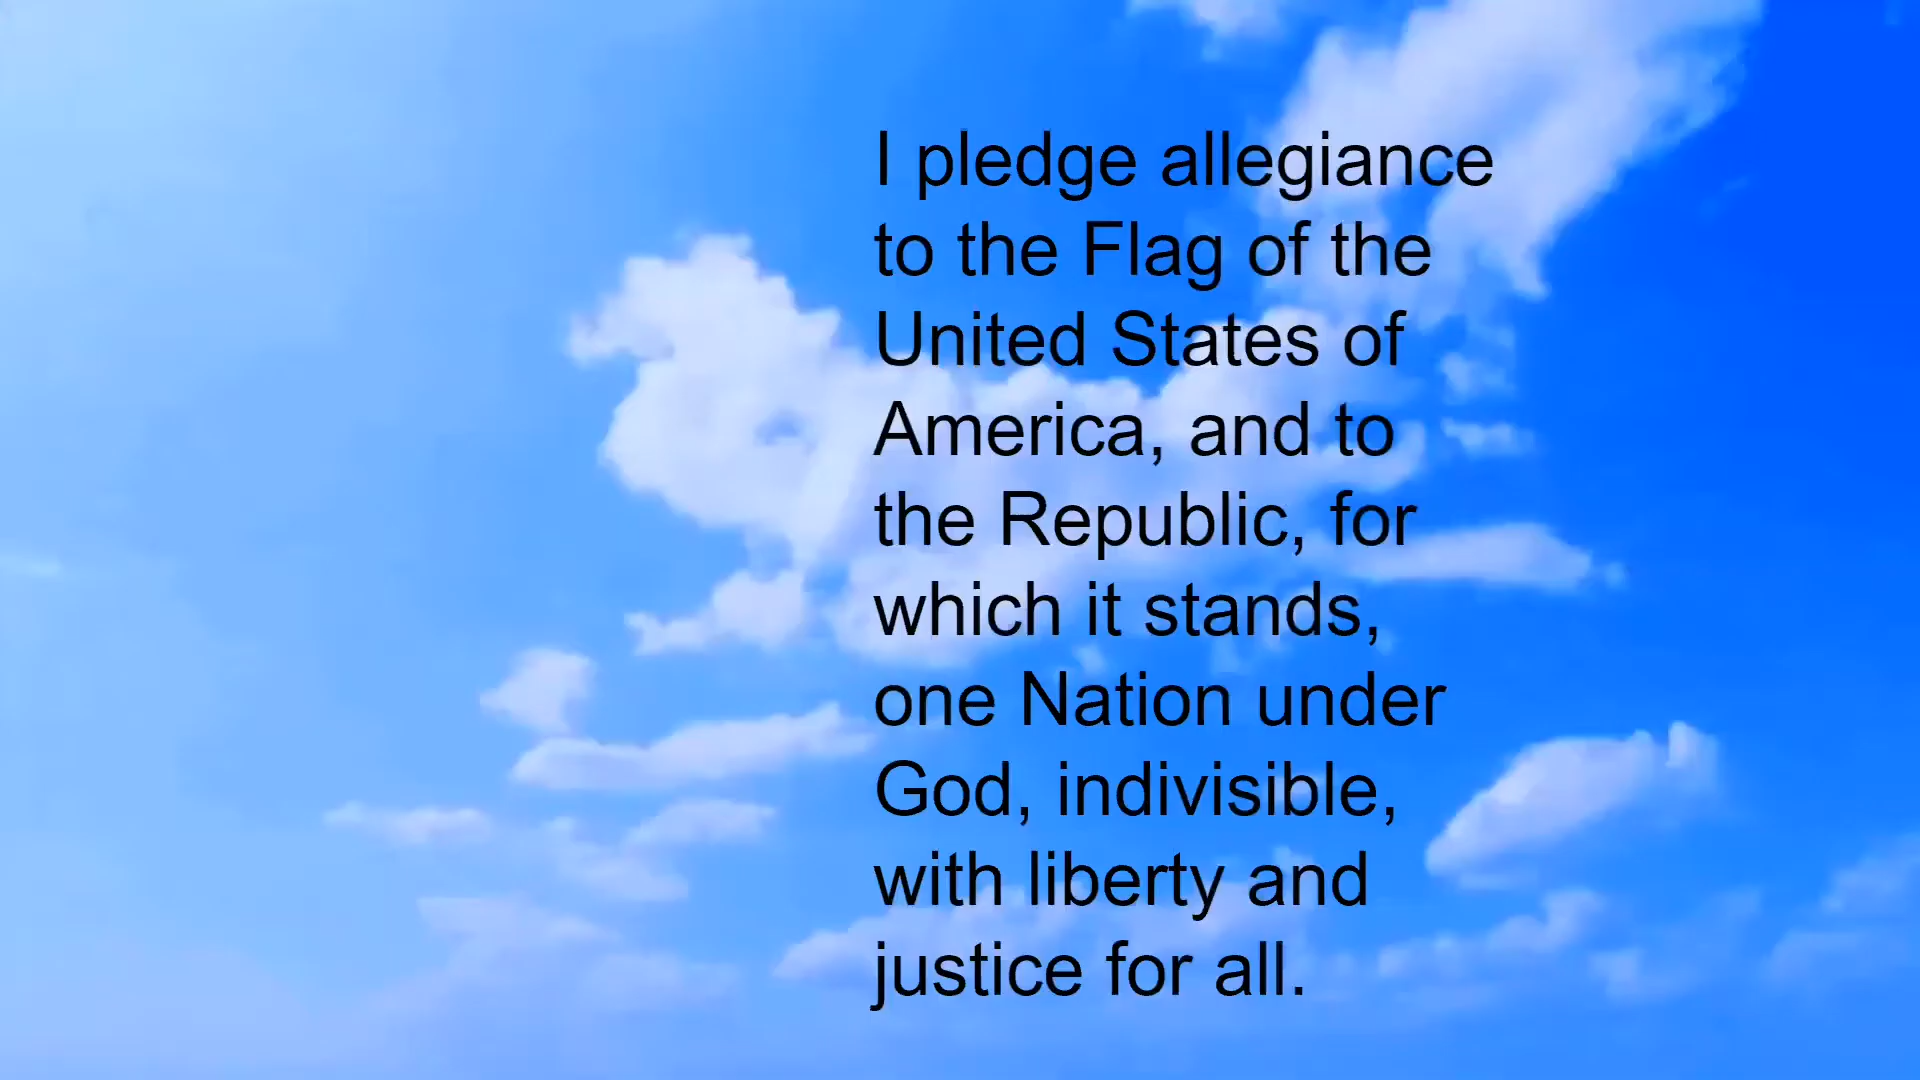 I pledge allegiance
to the Flag of the
United States of
America, and to
the Republic, for
which it stands,
one Nation under
God, indivisible,
with liberty and
justice for all.